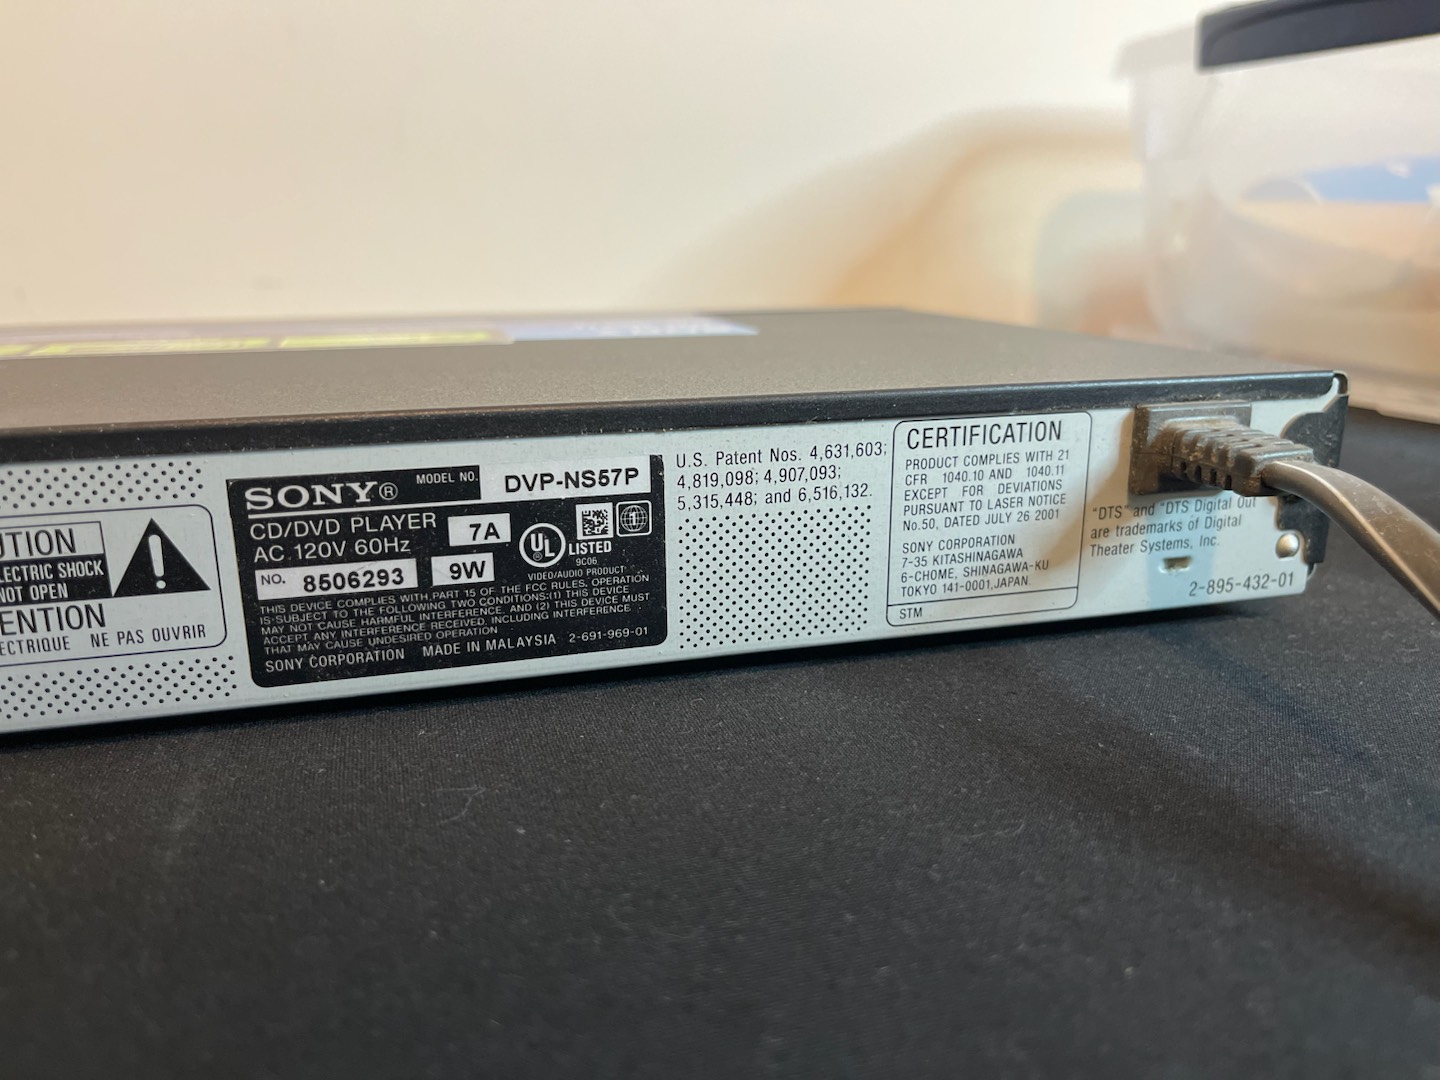 UTION
LECTRIC SHOCK
NOT OPEN
ENTION
ECTRIQUE NE PAS OUVRIR
SONY®
MODEL NO.
DVP-NS57P
CD/DVD PLAYER
7A
AC 120V 60Hz
UL
LISTED
9C06
NO. 8506293
9W
VIDEO/AUDIO PRODUCT
THIS DEVICE COMPLIES WITH PART 15 OF THE FCC RULES. OPERATION
IS SUBJECT TO THE FOLLOWING TWO CONDITIONS:(1) THIS DEVICE
MAY NOT CAUSE HARMFUL INTERFERENCE, AND (2) THIS DEVICE MUST
ACCEPT ANY INTERFERENCE RECEIVED, INCLUDING INTERFERENCE
THAT MAY CAUSE UNDESIRED OPERATION
SONY CORPORATION MADE IN MALAYSIA 2-691-969-01
U.S. Patent Nos. 4,631,603;
4,819,098; 4,907,093;
5,315,448; and 6,516,132.
CERTIFICATION
PRODUCT COMPLIES WITH 21
CFR 1040.10 AND 1040.11
EXCEPT FOR DEVIATIONS
PURSUANT TO LASER NOTICE
No.50, DATED JULY 26 2001
SONY CORPORATION
7-35 KITASHINAGAWA
6-CHOME, SHINAGAWA-KU
TOKYO 141-0001,JAPAN
STM
"DTS" and "DTS Digital Out"
are trademarks of Digital
Theater Systems, Inc.
2-895-432-01